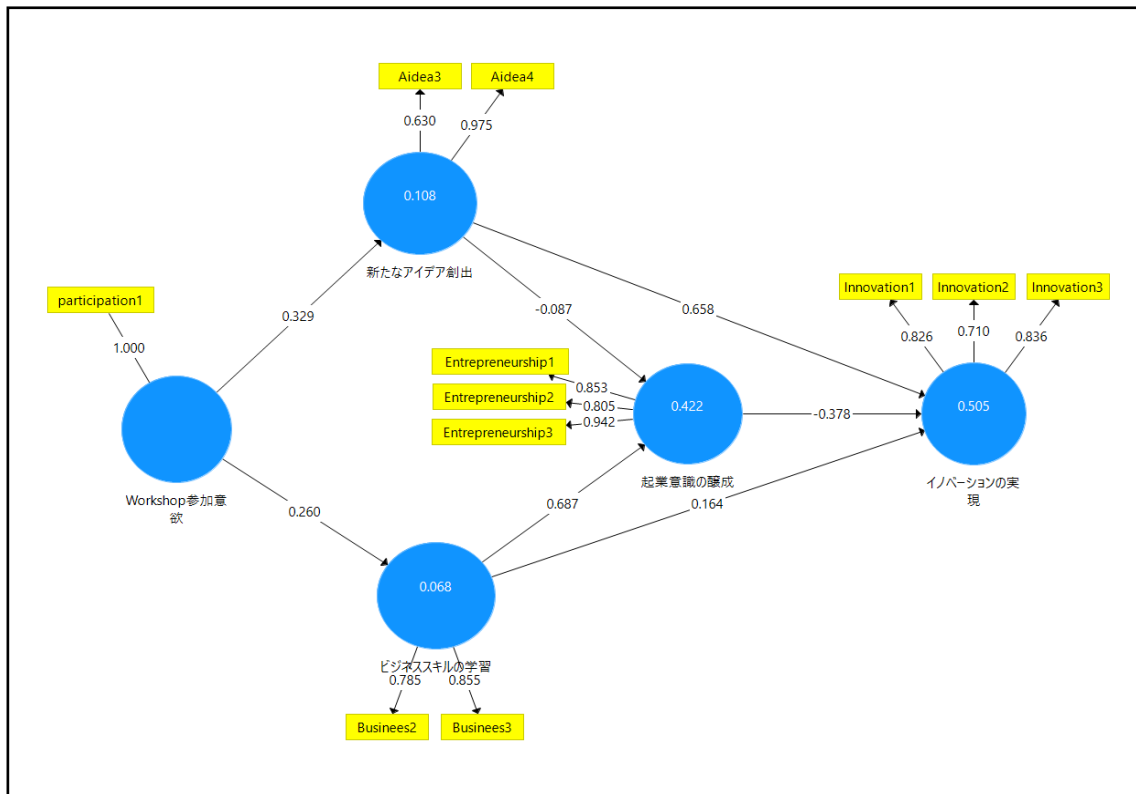 Aidea3
Aidea4
0.630
0.975
0.108
新たなアイデア創出
participation1
1.000
0.329
-0.087
0.658
Innovation1
Innovation2
Innovation3
0.826
0.710
0.836
Entrepreneurship1
Entrepreneurship2
Entrepreneurship3
0.853
0.805
0.942
0.422
-0.378
0.505
起業意識の醸成
イノベーションの実
現
Workshop参加意
欲
0.260
0.687
0.164
0.068
ビジネススキルの学習
0.785
0.855
Businees2
Businees3